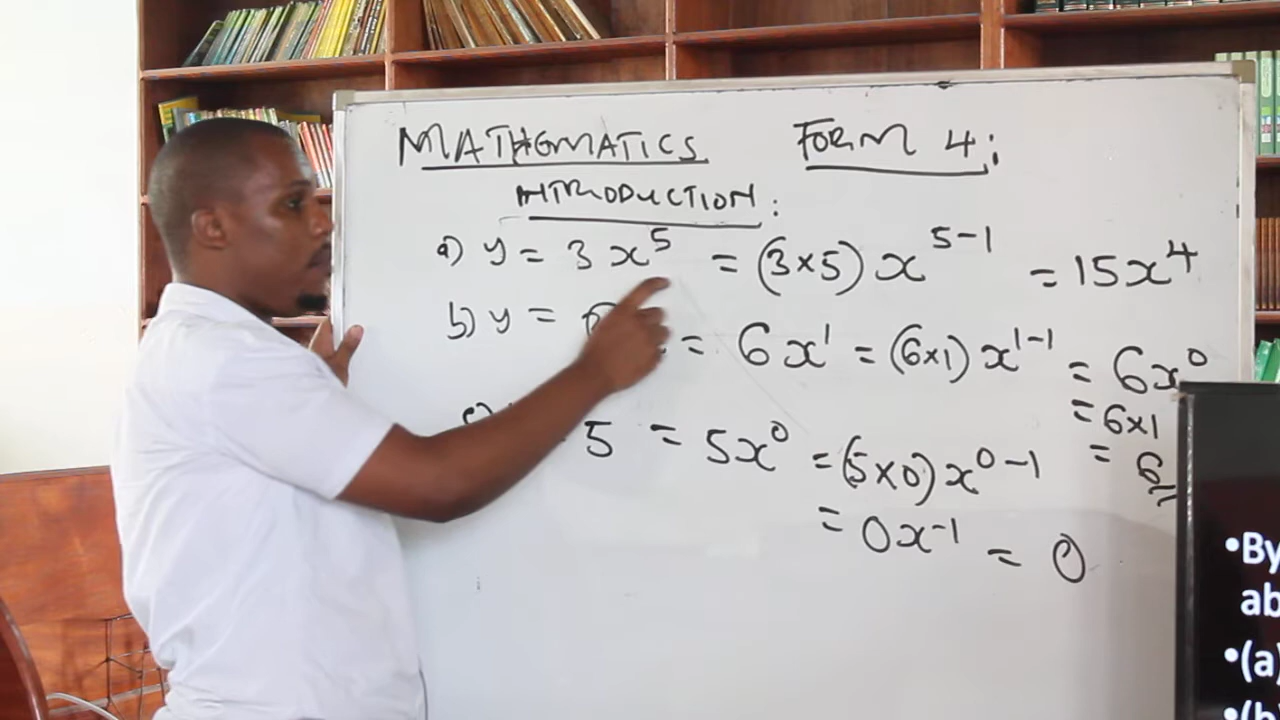 MATHEMATICS FORM 4:
INTRODUCTION:
a) y = 3x⁵ = (3×5)x⁵⁻¹ = 15x⁴
b) y = = 6x¹ = (6×1)x¹⁻¹ = 6x⁰
= 6×1
= 6//
c) 5 = 5x⁰ = (5×0)x⁰⁻¹
= 0x⁻¹ = 0
•By
ab
•(a)